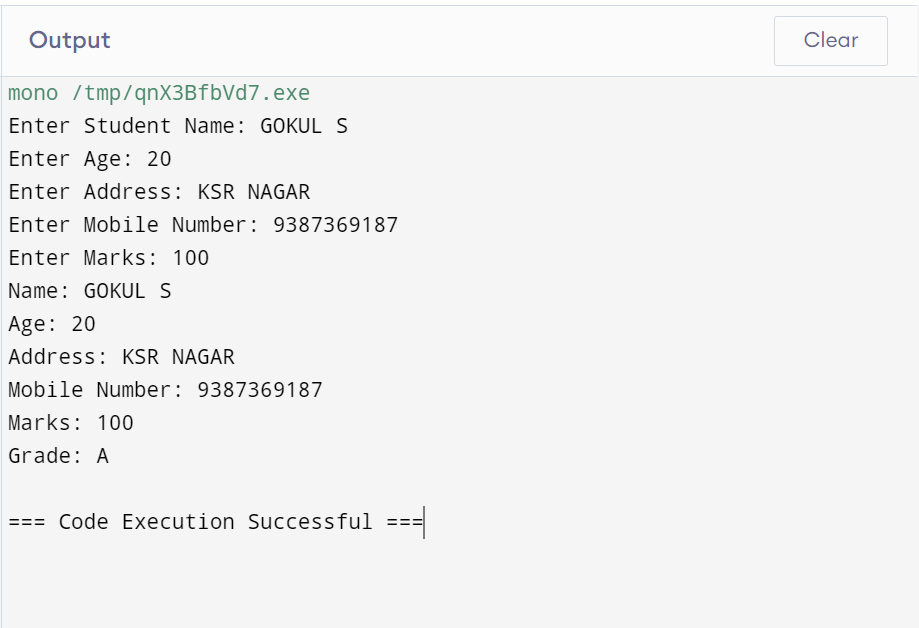 Output
Clear
mono /tmp/qnX3BfbVd7.exe
Enter Student Name: GOKUL S
Enter Age: 20
Enter Address: KSR NAGAR
Enter Mobile Number: 9387369187
Enter Marks: 100
Name: GOKUL S
Age: 20
Address: KSR NAGAR
Mobile Number: 9387369187
Marks: 100
Grade: A
=== Code Execution Successful ===